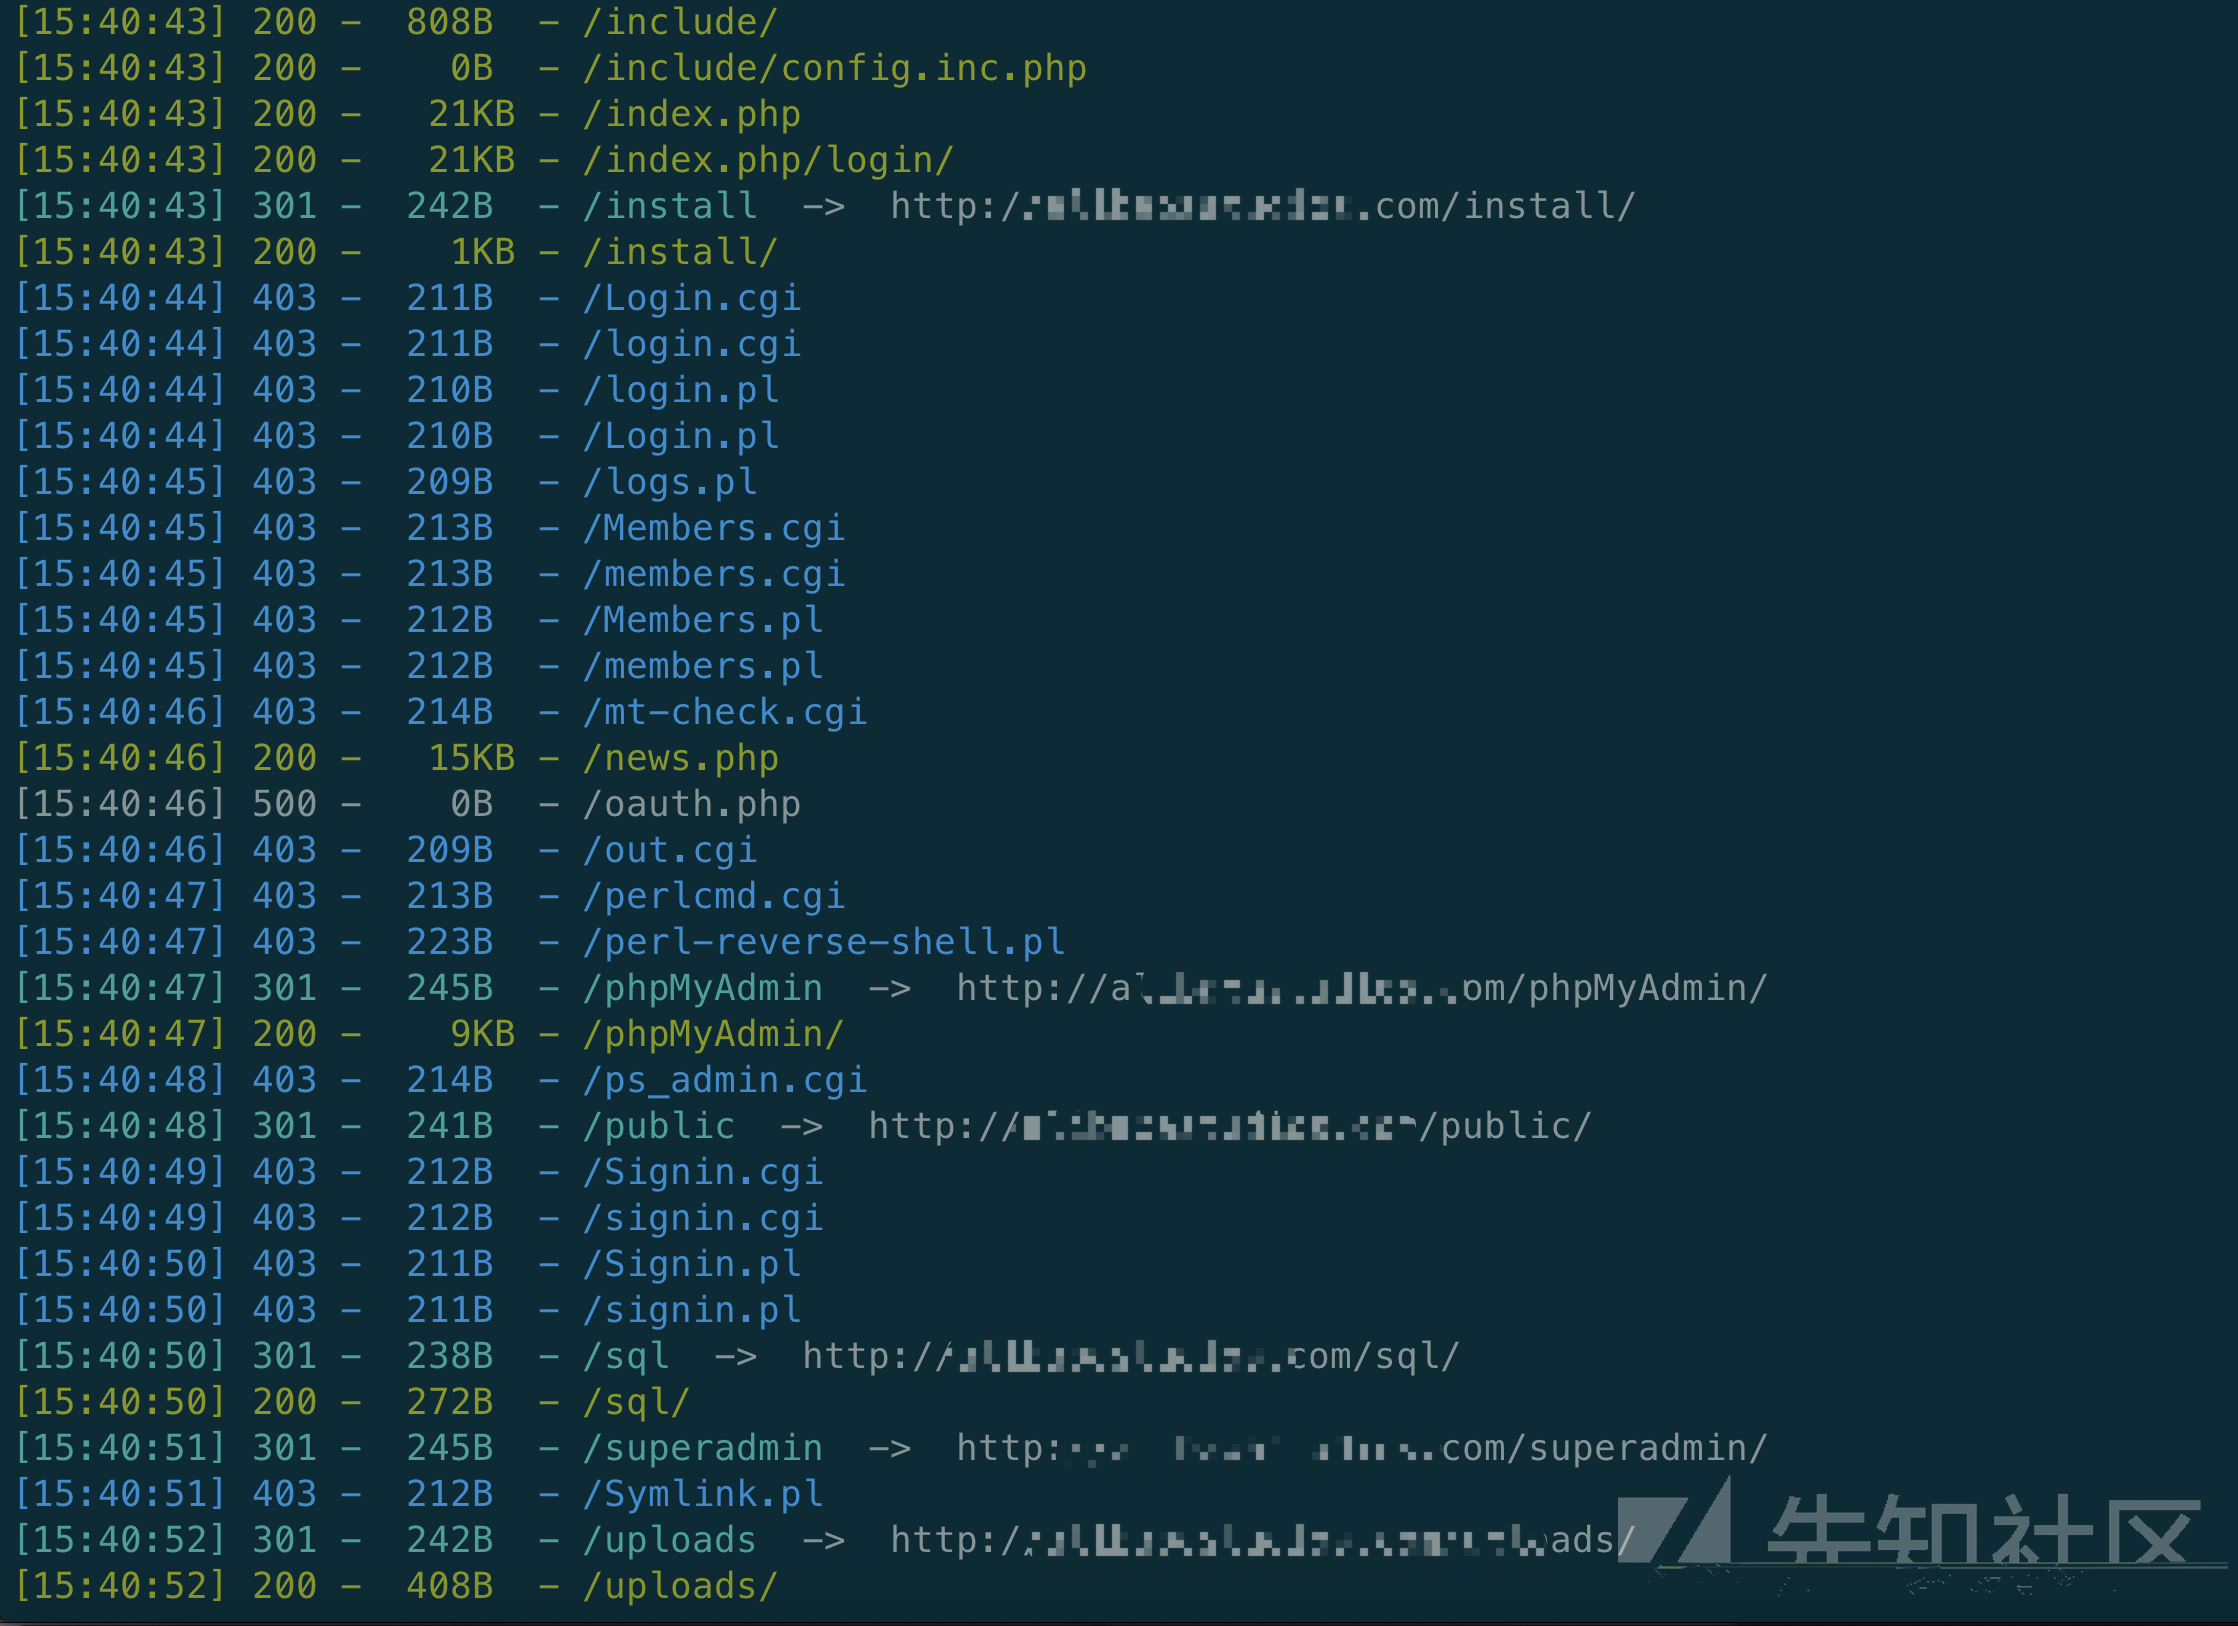 [15:40:43] 200 -  808B  - /include/
[15:40:43] 200 -    0B  - /include/config.inc.php
[15:40:43] 200 -   21KB - /index.php
[15:40:43] 200 -   21KB - /index.php/login/
[15:40:43] 301 -  242B  - /install  ->  http:/ .com/install/
[15:40:43] 200 -    1KB - /install/
[15:40:44] 403 -  211B  - /Login.cgi
[15:40:44] 403 -  211B  - /login.cgi
[15:40:44] 403 -  210B  - /login.pl
[15:40:44] 403 -  210B  - /Login.pl
[15:40:45] 403 -  209B  - /logs.pl
[15:40:45] 403 -  213B  - /Members.cgi
[15:40:45] 403 -  213B  - /members.cgi
[15:40:45] 403 -  212B  - /Members.pl
[15:40:45] 403 -  212B  - /members.pl
[15:40:46] 403 -  214B  - /mt-check.cgi
[15:40:46] 200 -   15KB - /news.php
[15:40:46] 500 -    0B  - /oauth.php
[15:40:46] 403 -  209B  - /out.cgi
[15:40:47] 403 -  213B  - /perlcmd.cgi
[15:40:47] 403 -  223B  - /perl-reverse-shell.pl
[15:40:47] 301 -  245B  - /phpMyAdmin  ->  http://a om/phpMyAdmin/
[15:40:47] 200 -    9KB - /phpMyAdmin/
[15:40:48] 403 -  214B  - /ps_admin.cgi
[15:40:48] 301 -  241B  - /public  ->  http:// /public/
[15:40:49] 403 -  212B  - /Signin.cgi
[15:40:49] 403 -  212B  - /signin.cgi
[15:40:50] 403 -  211B  - /Signin.pl
[15:40:50] 403 -  211B  - /signin.pl
[15:40:50] 301 -  238B  - /sql  ->  http:// com/sql/
[15:40:50] 200 -  272B  - /sql/
[15:40:51] 301 -  245B  - /superadmin  ->  http: com/superadmin/
[15:40:51] 403 -  212B  - /Symlink.pl
[15:40:52] 301 -  242B  - /uploads  ->  http:/ ads/
先知社区
[15:40:52] 200 -  408B  - /uploads/